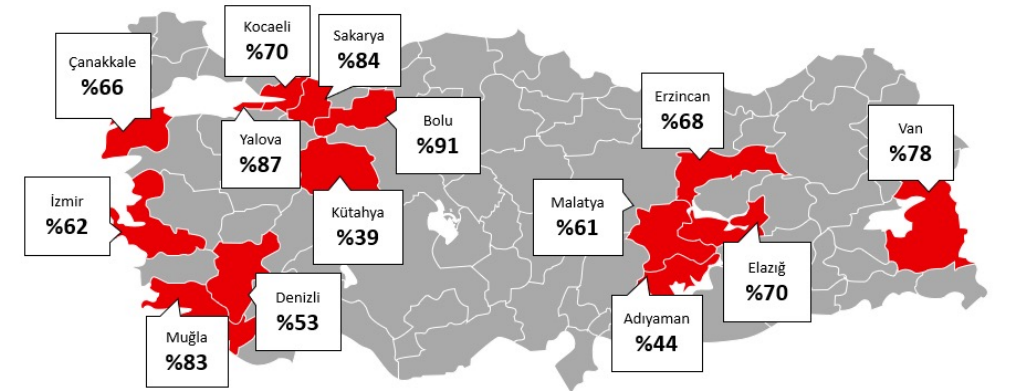 Kocaeli
%70
Sakarya
%84
Çanakkale
%66
Yalova
%87
Bolu
%91
Erzincan
%68
Van
%78
İzmir
%62
Kütahya
%39
Malatya
%61
Elazığ
%70
Denizli
%53
Adıyaman
%44
Muğla
%83